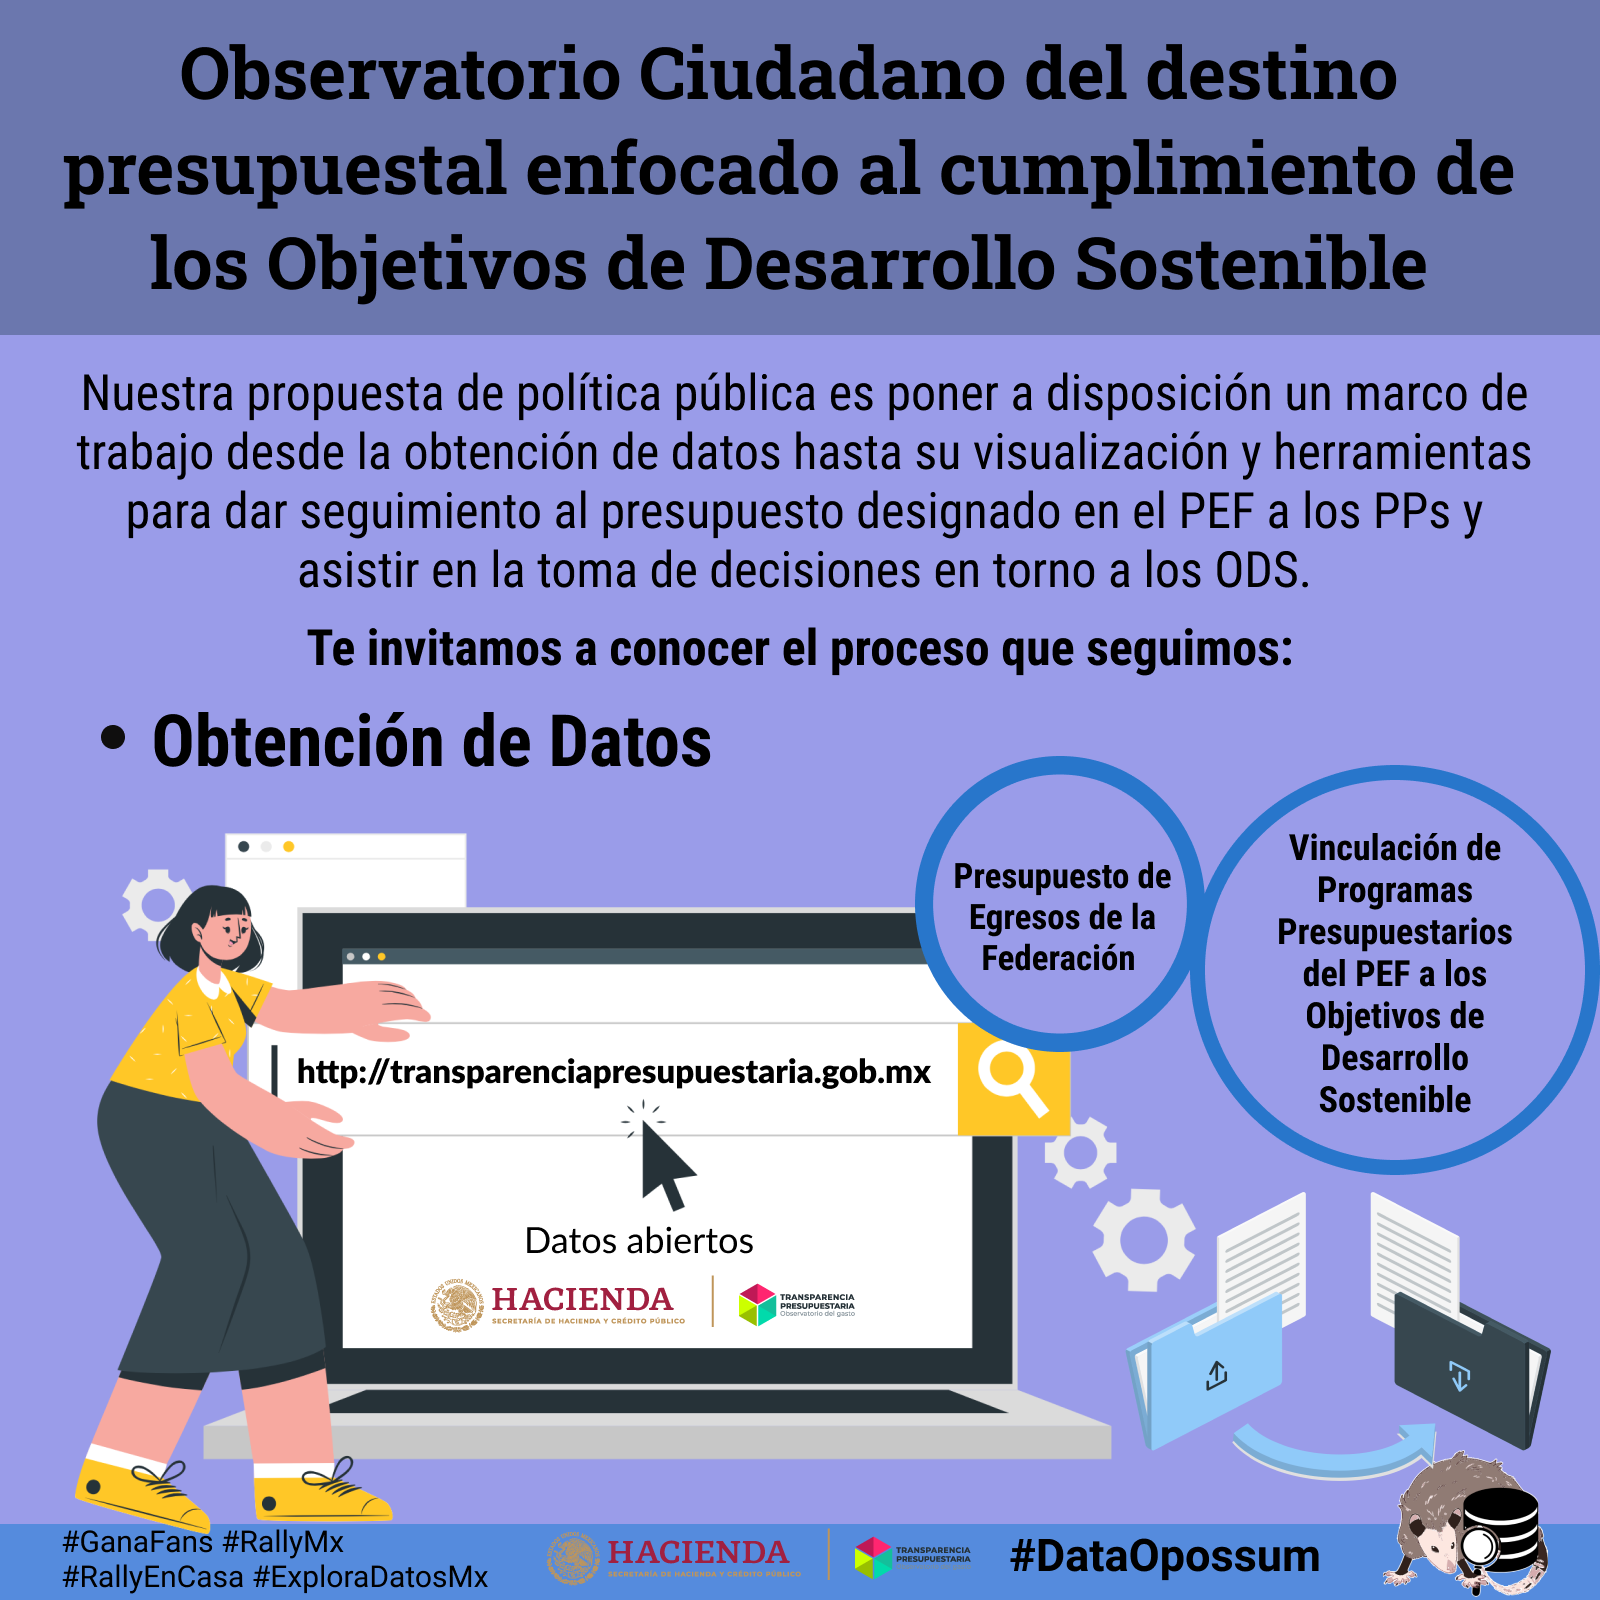 Observatorio Ciudadano del destino
presupuestal enfocado al cumplimiento de
los Objetivos de Desarrollo Sostenible
Nuestra propuesta de política pública es poner a disposición un marco de
trabajo desde la obtención de datos hasta su visualización y herramientas
para dar seguimiento al presupuesto designado en el PEF a los PPs y
asistir en la toma de decisiones en torno a los ODS.
Te invitamos a conocer el proceso que seguimos:
• Obtención de Datos
Presupuesto de
Egresos de la
Federación
Vinculación de
Programas
Presupuestarios
del PEF a los
Objetivos de
Desarrollo
Sostenible
http://transparenciapresupuestaria.gob.mx
Datos abiertos
HACIENDA
SECRETARÍA DE HACIENDA Y CRÉDITO PÚBLICO
TRANSPARENCIA
PRESUPUESTARIA
Observatorio del gasto
#GanaFans #RallyMx
#RallyEnCasa #ExploraDatosMx
HACIENDA
SECRETARÍA DE HACIENDA Y CRÉDITO PÚBLICO
TRANSPARENCIA
PRESUPUESTARIA
#DataOpossum